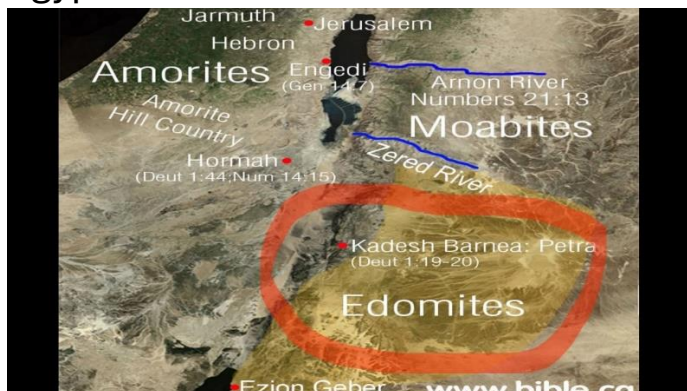 gyp
Jarmuth
Jerusalem
Hebron
Amorites
Engedi
(Gen 14:7)
Arnon River
Numbers 21:13
Amorite
Hill Country
Moabites
Hormah
(Deut 1:44;Num 14:15)
Zered River
Kadesh Barnea: Petra
(Deut 1:19-20)
Edomites
Ezion Geber
www.bible.ca